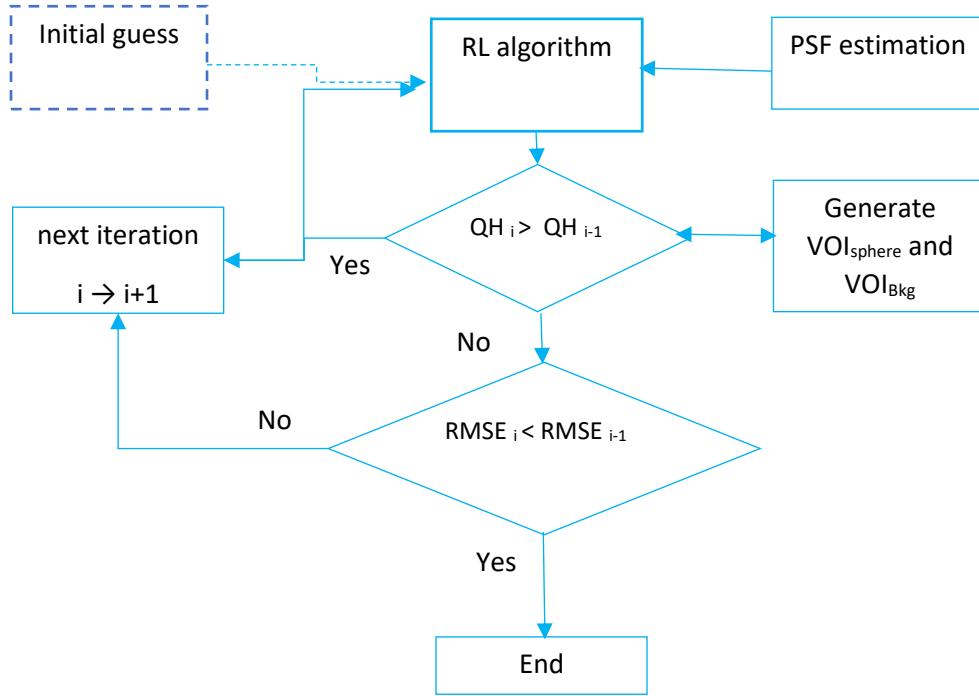 Initial guess
RL algorithm
PSF estimation
QH i > QH i-1
Generate
VOIsphere and
VOIBkg
next iteration
i → i+1
Yes
No
RMSE i < RMSE i-1
No
Yes
End